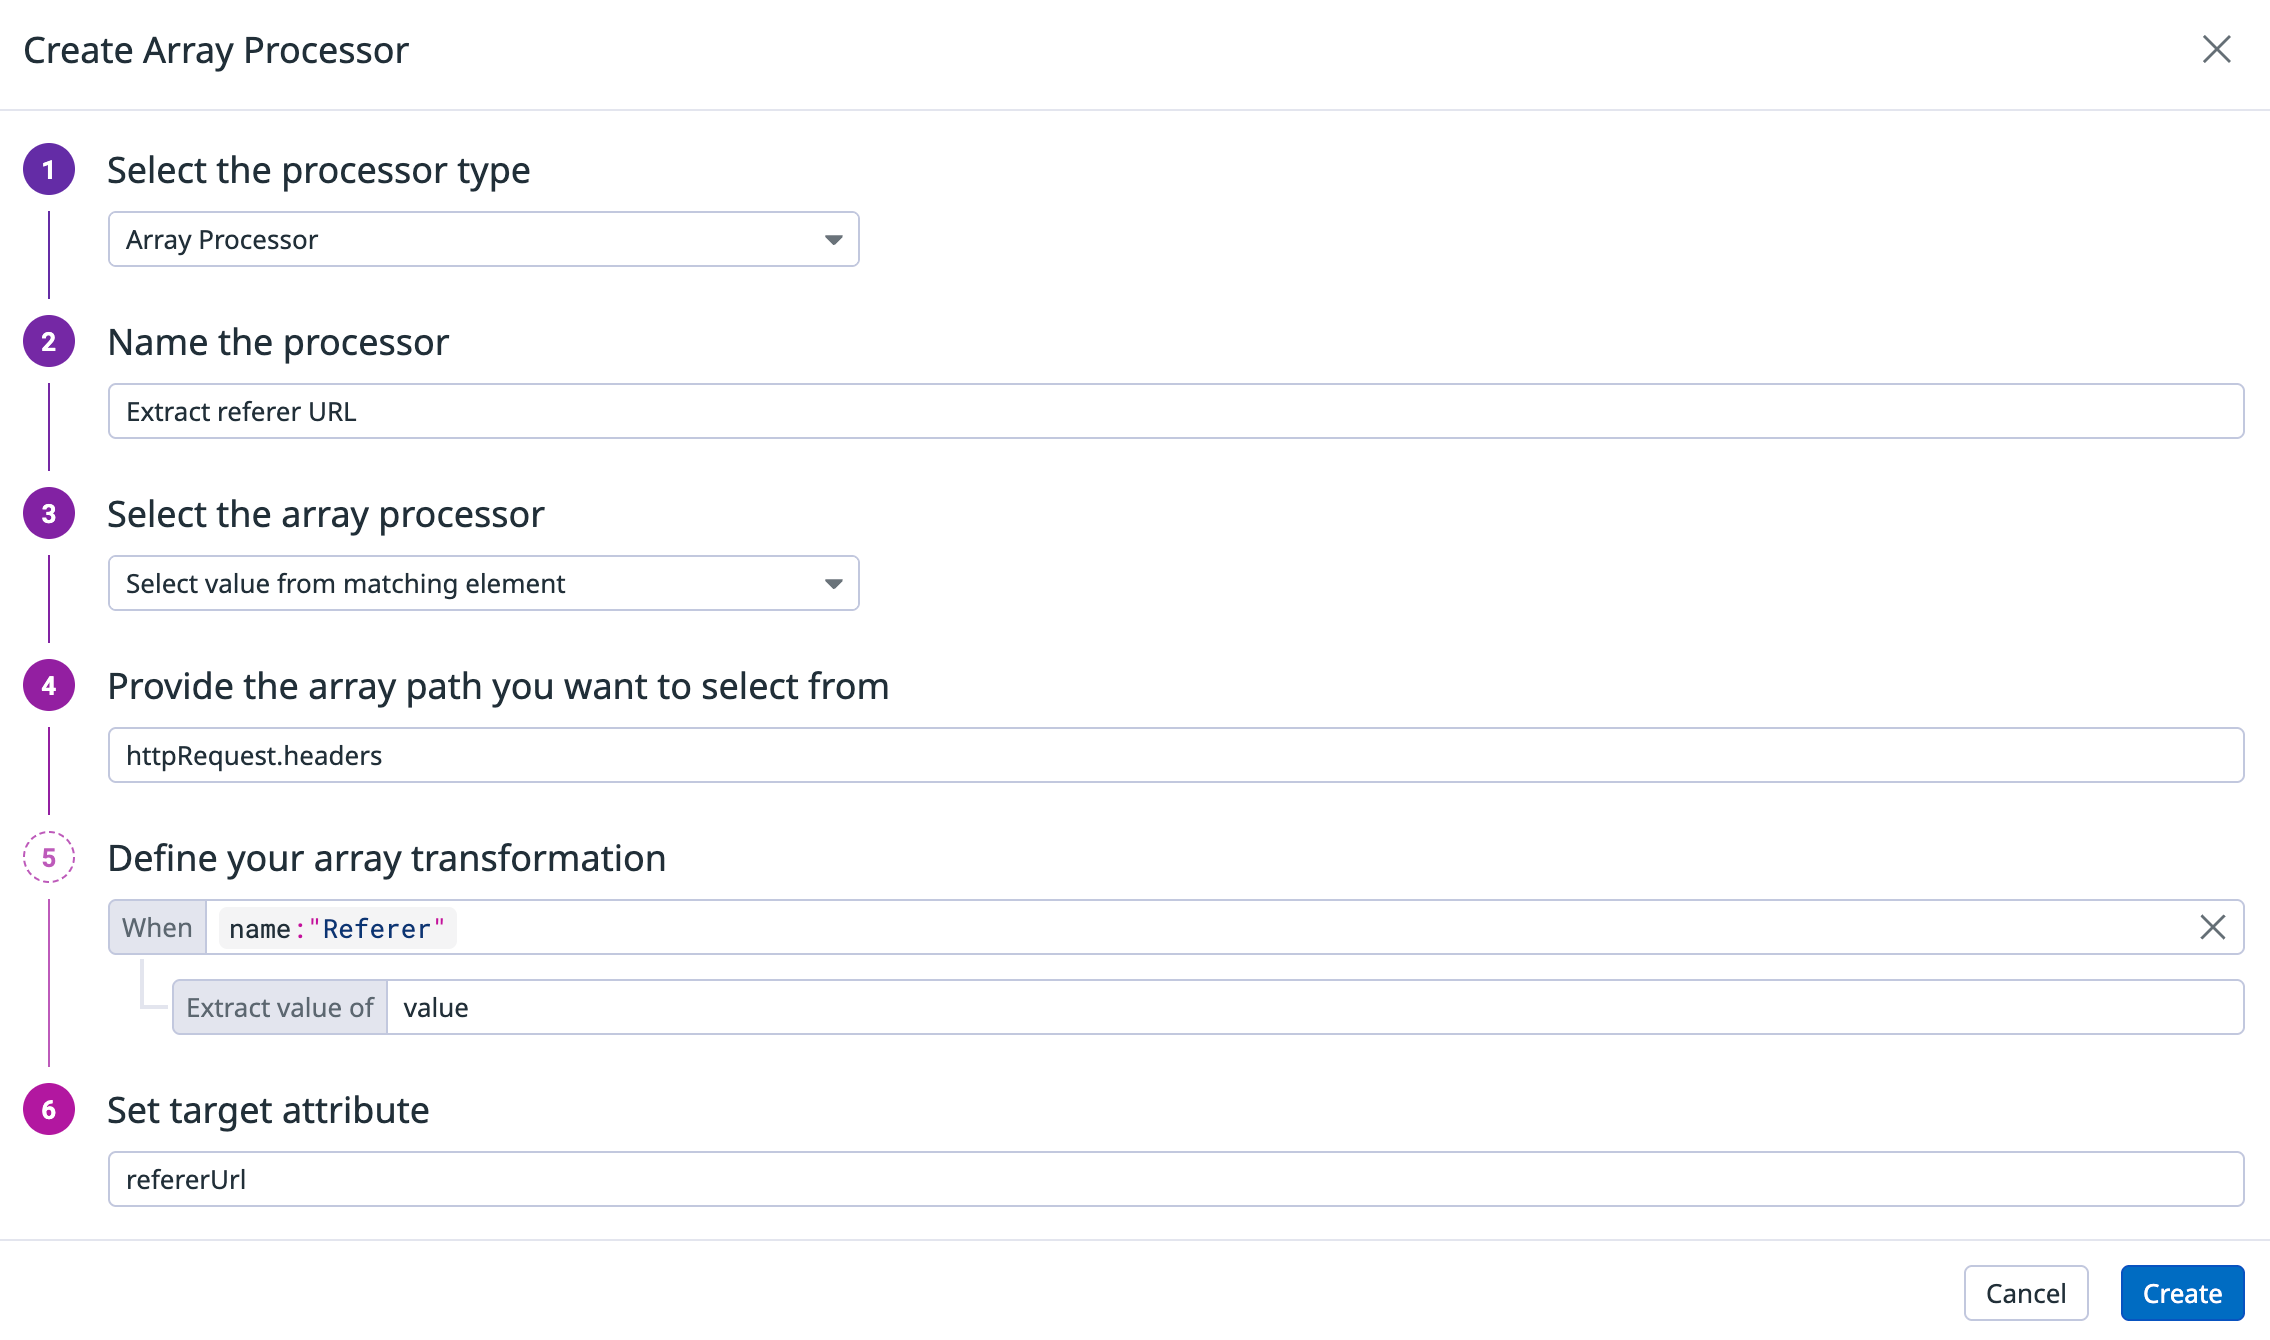 Create Array Processor
1 Select the processor type
Array Processor
2 Name the processor
Extract referer URL
3 Select the array processor
Select value from matching element
4 Provide the array path you want to select from
httpRequest.headers
5 Define your array transformation
When name:"Referer"
Extract value of value
6 Set target attribute
refererUrl
Cancel Create